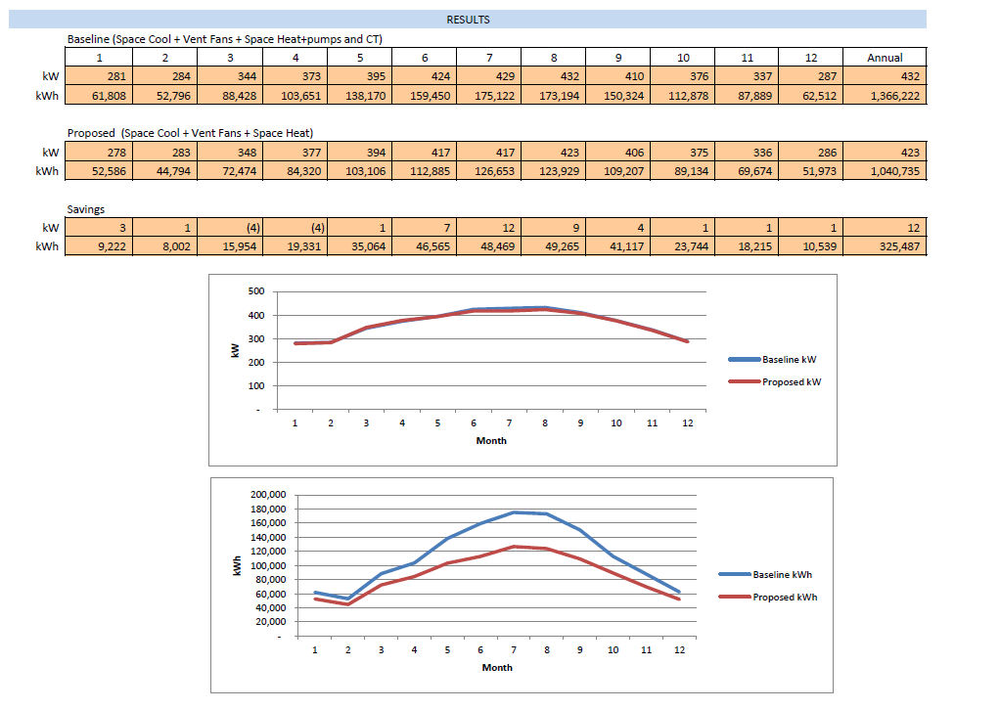 RESULTS
Baseline (Space Cool + Vent Fans + Space Heat+pumps and CT)
1 2 3 4 5 6 7 8 9 10 11 12 Annual
kW 281 284 344 373 395 424 429 432 410 376 337 287 432
kWh 61,808 52,796 88,428 103,651 138,170 159,450 175,122 173,194 150,324 112,878 87,889 62,512 1,366,222
Proposed (Space Cool + Vent Fans + Space Heat)
kW 278 283 348 377 394 417 417 423 406 375 336 286 423
kWh 52,586 44,794 72,474 84,320 103,106 112,885 126,653 123,929 109,207 89,134 69,674 51,973 1,040,735
Savings
kW 3 1 (4) (4) 1 7 12 9 4 1 1 1 12
kWh 9,222 8,002 15,954 19,331 35,064 46,565 48,469 49,265 41,117 23,744 18,215 10,539 325,487
500
400
300
200
100
-
kW
1 2 3 4 5 6 7 8 9 10 11 12
Month
Baseline kW
Proposed kW
200,000
180,000
160,000
140,000
120,000
100,000
80,000
60,000
40,000
20,000
-
kWh
1 2 3 4 5 6 7 8 9 10 11 12
Month
Baseline kWh
Proposed kWh